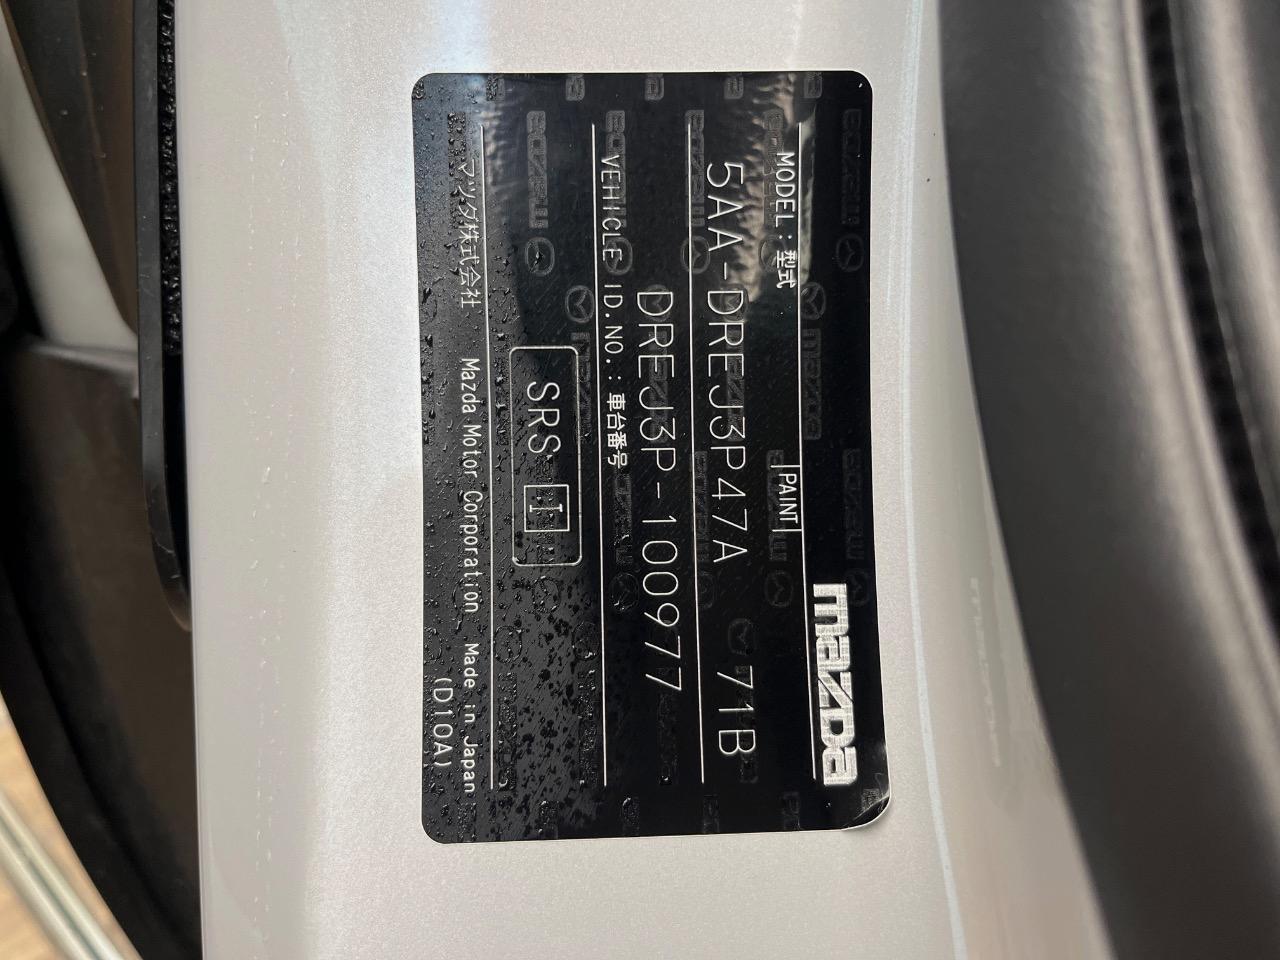 mazda
MODEL:型式 PAINT
5AA-DREJ3P47A 71B
DREJ3P-100977
VEHICLE ID.NO.:車台番号
SRS I
マツダ株式会社 Mazda Motor Corporation Made in Japan
(D10A)